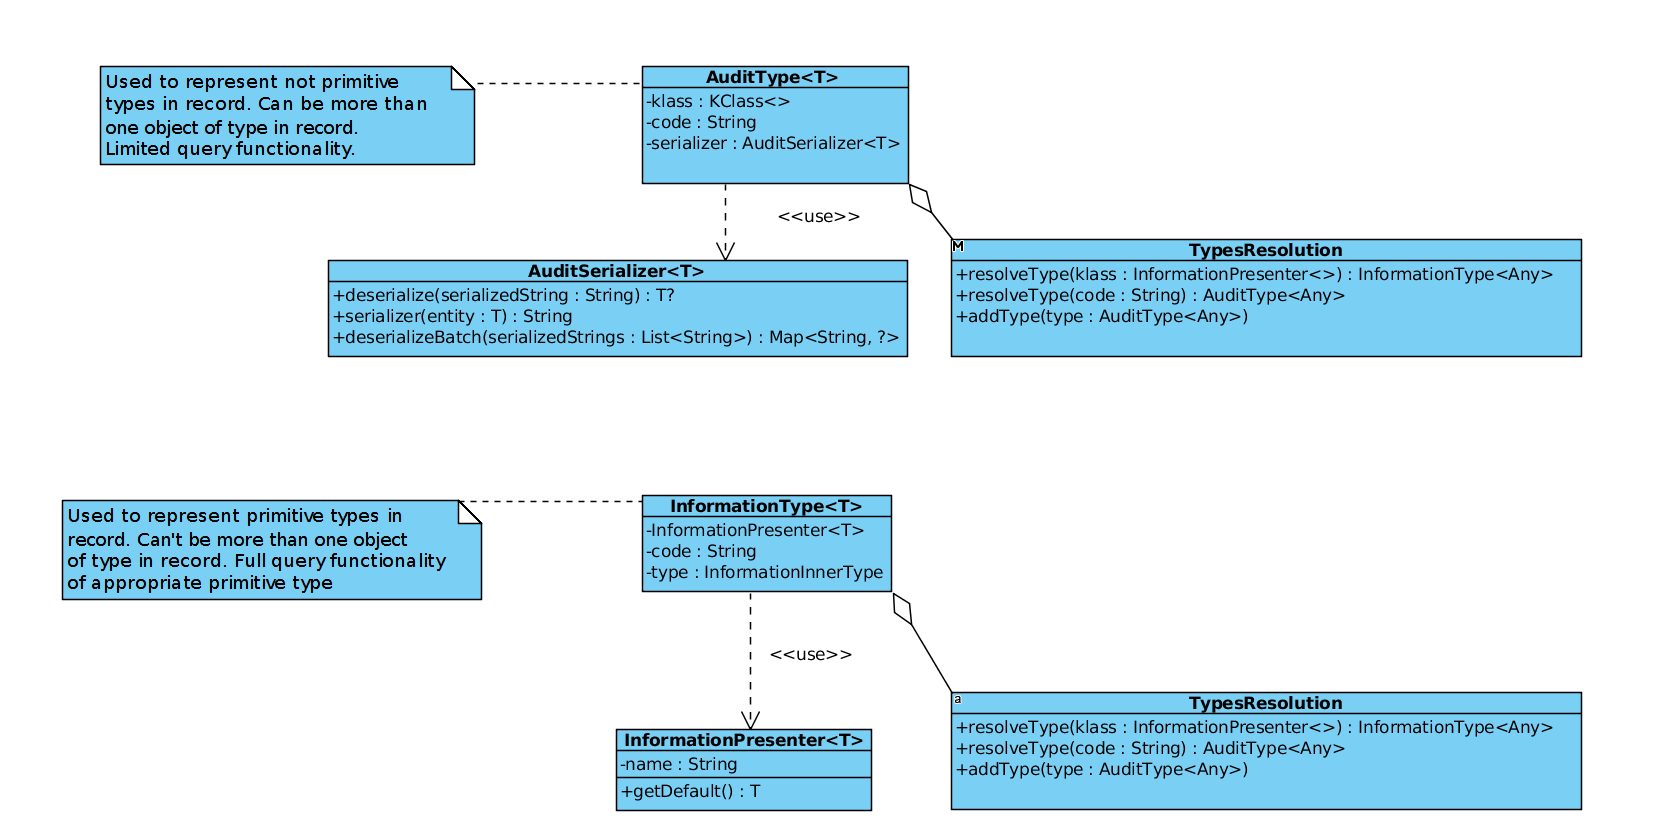 Used to represent not primitive
types in record. Can be more than
one object of type in record.
Limited query functionality.
AuditType<T>
-klass : KClass<>
-code : String
-serializer : AuditSerializer<T>
<<use>>
AuditSerializer<T>
+deserialize(serializedString : String) : T?
+serializer(entity : T) : String
+deserializeBatch(serializedStrings : List<String>) : Map<String, ?>
M
TypesResolution
+resolveType(klass : InformationPresenter<>) : InformationType<Any>
+resolveType(code : String) : AuditType<Any>
+addType(type : AuditType<Any>)
Used to represent primitive types in
record. Can't be more than one object
of type in record. Full query functionality
of appropriate primitive type
InformationType<T>
-InformationPresenter<T>
-code : String
-type : InformationInnerType
<<use>>
InformationPresenter<T>
-name : String
+getDefault() : T
a
TypesResolution
+resolveType(klass : InformationPresenter<>) : InformationType<Any>
+resolveType(code : String) : AuditType<Any>
+addType(type : AuditType<Any>)